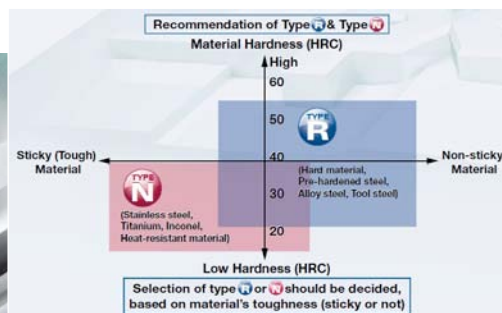 Recommendation of Type R & Type N
Material Hardness (HRC)
High
60
50
TYPE
R
Sticky (Tough)
Material
40
Non-sticky
Material
TYPE
N
(Hard material,
Pre-hardened steel,
Alloy steel, Tool steel)
30
(Stainless steel,
Titanium, Inconel,
Heat-resistant material)
20
Low Hardness (HRC)
Selection of type R or N should be decided,
based on material's toughness (sticky or not)